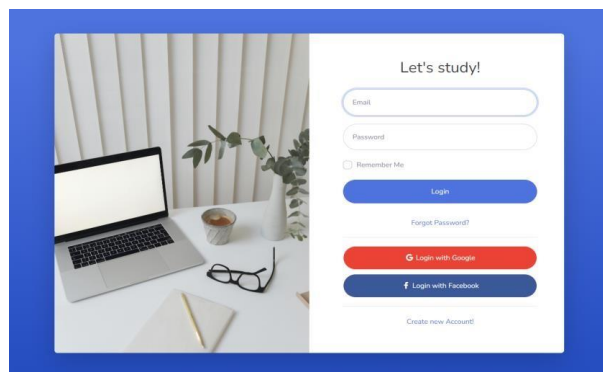 Let's study!
Email
Password
Remember Me
Login
Forgot Password?
Login with Google
Login with Facebook
Create new Account!